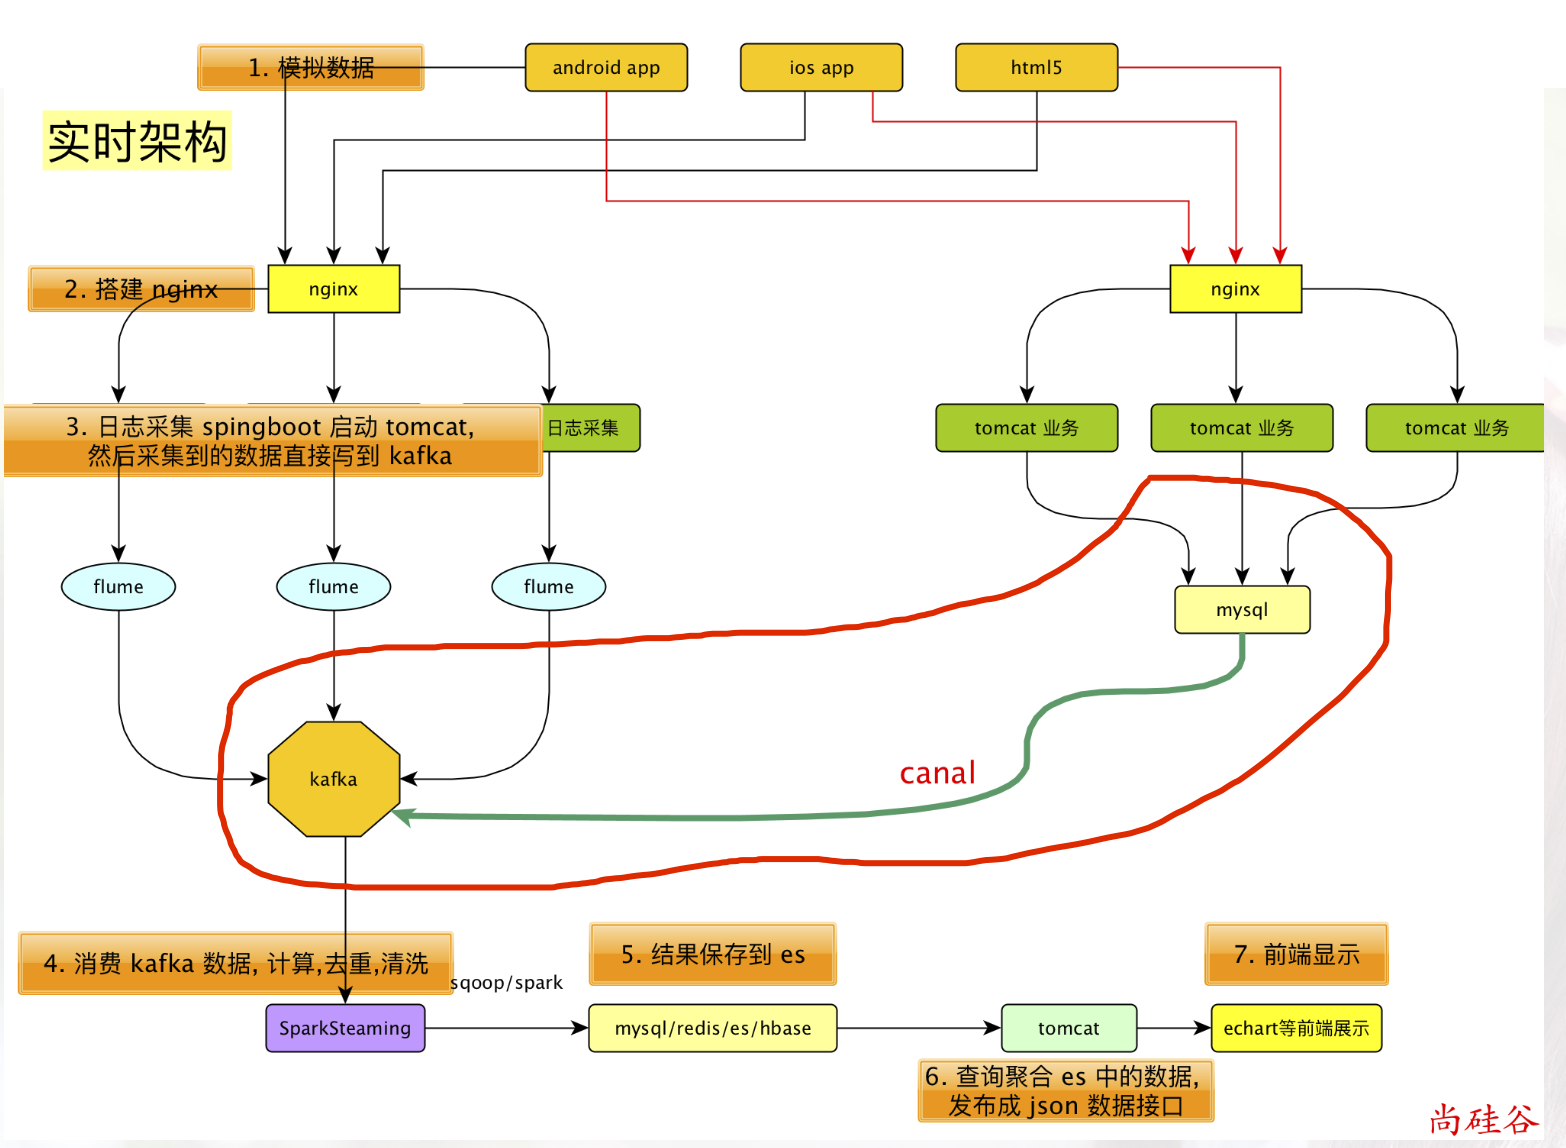 1. 模拟数据
android app
ios app
html5
实时架构
2. 搭建 nginx
nginx
nginx
3. 日志采集 spingboot 启动 tomcat,
然后采集到的数据直接写到 kafka
日志采集
tomcat 业务
tomcat 业务
tomcat 业务
flume
flume
flume
mysql
kafka
canal
4. 消费 kafka 数据, 计算,去重,清洗
5. 结果保存到 es
7. 前端显示
sqoop/spark
SparkSteaming
mysql/redis/es/hbase
tomcat
echart等前端展示
6. 查询聚合 es 中的数据,
发布成 json 数据接口
尚硅谷